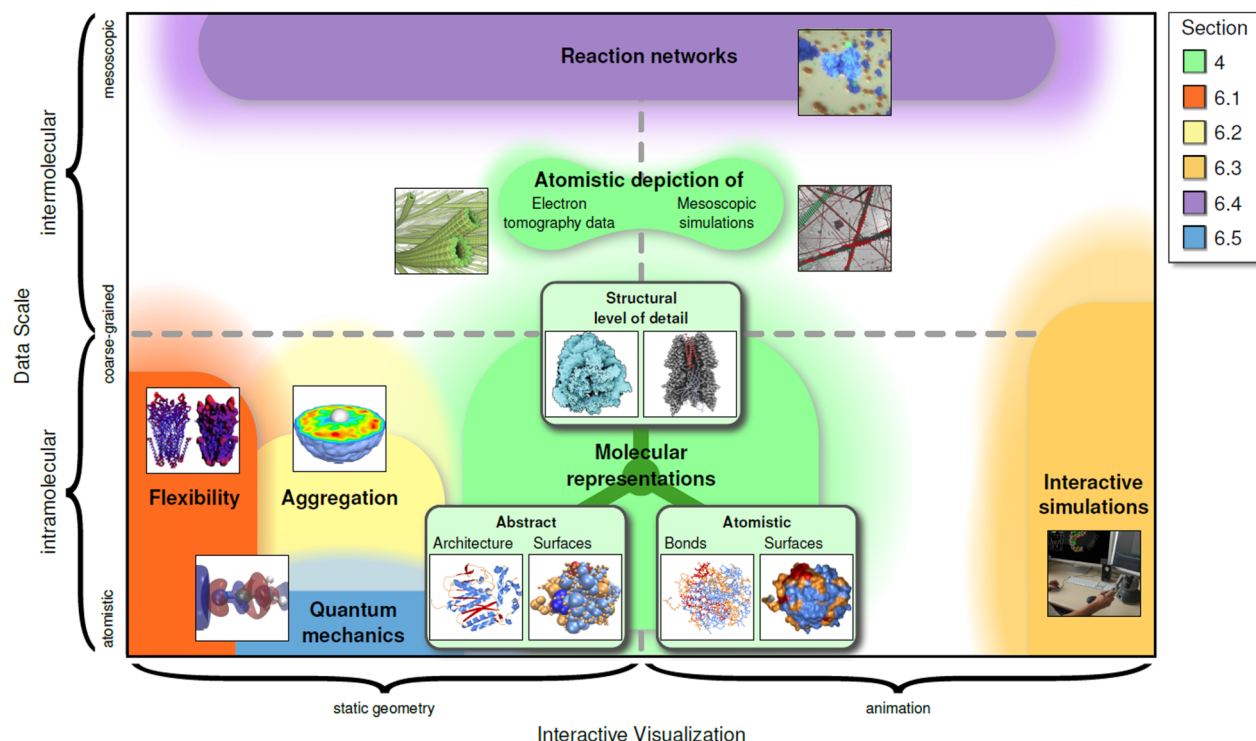 mesoscopic
intermolecular
coarse-grained
Data Scale
intramolecular
atomistic
Reaction networks
Atomistic depiction of
Electron
tomography data
Mesoscopic
simulations
Structural
level of detail
Molecular
representations
Flexibility
Aggregation
Quantum
mechanics
Abstract
Architecture
Surfaces
Atomistic
Bonds
Surfaces
Interactive
simulations
static geometry
animation
Interactive Visualization
Section
4
6.1
6.2
6.3
6.4
6.5